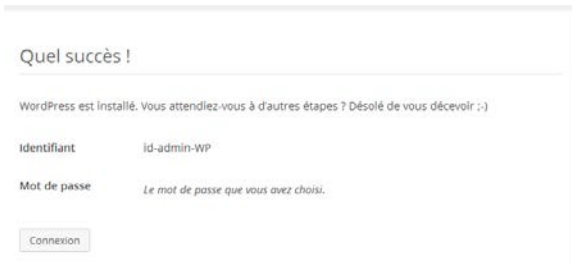 Quel succès !
WordPress est installé. Vous attendiez-vous à d'autres étapes ? Désolé de vous décevoir ;-)
Identifiant id-admin-WP
Mot de passe Le mot de passe que vous avez choisi.
Connexion